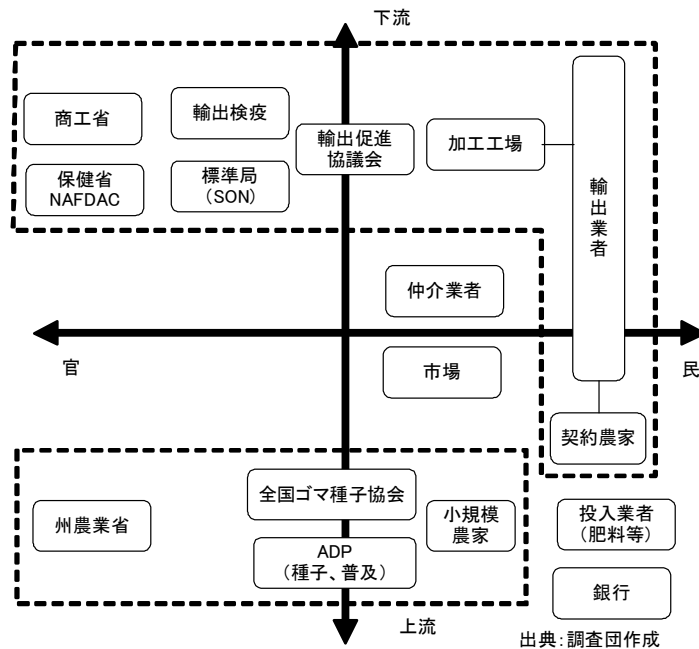 下流
商工省
輸出検疫
輸出促進
協議会
加工工場
保健省
NAFDAC
標準局
（SON）
輸出業者
仲介業者
官
市場
民
契約農家
全国ゴマ種子協会
州農業省
小規模
農家
投入業者
（肥料等）
ADP
（種子、普及）
銀行
上流
出典：調査団作成